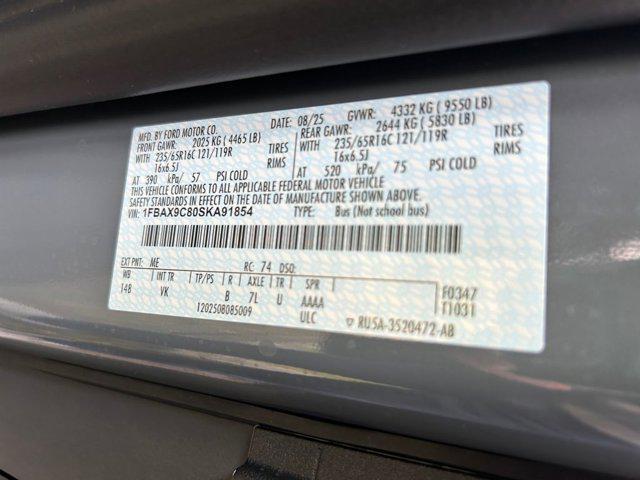 MFD. BY FORD MOTOR CO. DATE: 08/25 GVWR: 4332 KG (9550 LB)
FRONT GAWR: 2025 KG (4465 LB) REAR GAWR: 2644 KG (5830 LB)
WITH 235/65R16C 121/119R TIRES WITH 235/65R16C 121/119R TIRES
16x6.5J RIMS 16x6.5J RIMS
AT 390 kPa/ 57 PSI COLD AT 520 kPa/ 75 PSI COLD
THIS VEHICLE CONFORMS TO ALL APPLICABLE FEDERAL MOTOR VEHICLE
SAFETY STANDARDS IN EFFECT ON THE DATE OF MANUFACTURE SHOWN ABOVE.
VIN: 1FBAX9C80SKA91854 TYPE: Bus (Not school bus)
EXT PNT: ME RC: 74 DSO:
WB INT TR TP/PS R AXLE TR SPR
148 VK B 7L U AAAA F0347
1202508085009 ULC T1031
▽ RU5A-3520472-AB